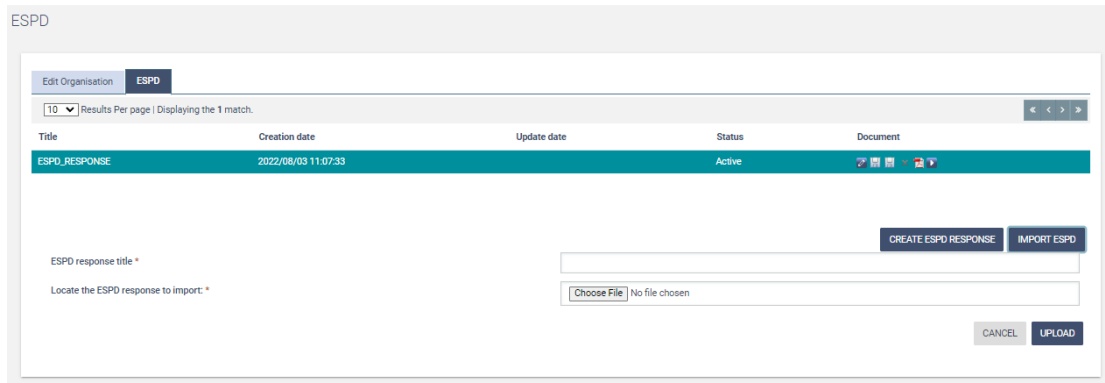 ESPD
Edit Organisation ESPD
10 Results Per page | Displaying the 1 match.
« < > »
Title Creation date Update date Status Document
ESPD_RESPONSE 2022/08/03 11:07:33 Active
CREATE ESPD RESPONSE IMPORT ESPD
ESPD response title *
Locate the ESPD response to import: * Choose File No file chosen
CANCEL UPLOAD